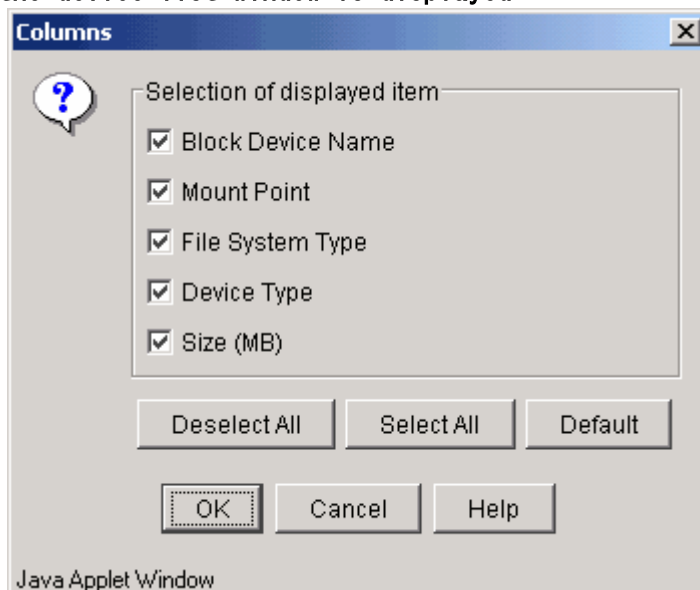 Columns
Selection of displayed item
Block Device Name
Mount Point
File System Type
Device Type
Size (MB)
Deselect All Select All Default
OK Cancel Help
Java Applet Window